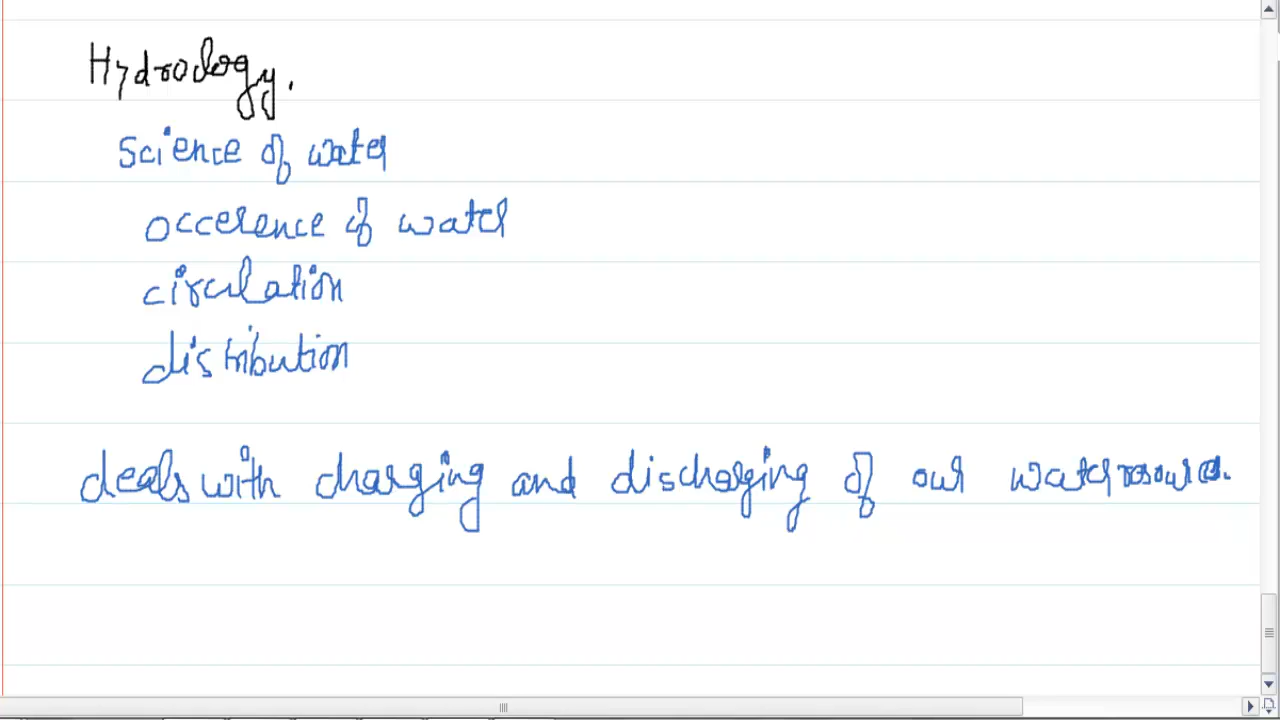 Hydrology.
science of water
occerence of water
circulation
distribution
deals with charging and discharging of our water resources.